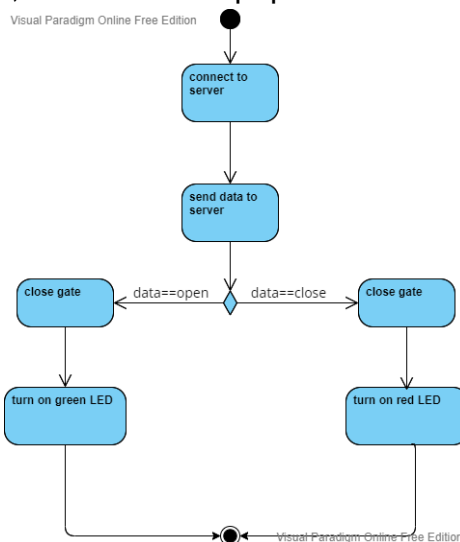 Visual Paradigm Online Free Edition
connect to
server
send data to
server
close gate
data==open
data==close
close gate
turn on green LED
turn on red LED
Visual Paradigm Online Free Edition